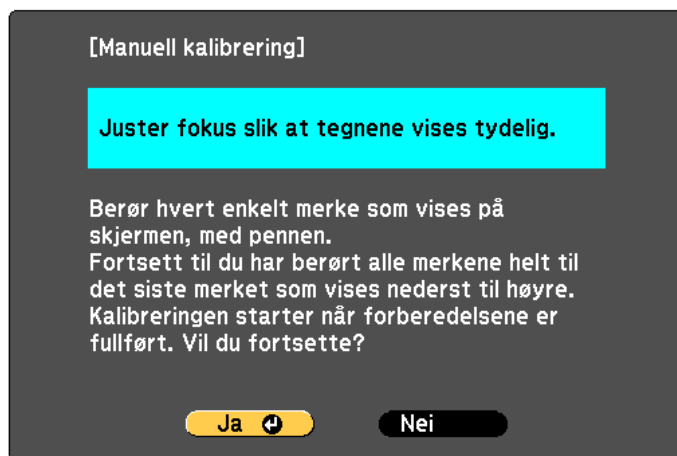 [Manuell kalibrering]
Juster fokus slik at tegnene vises tydelig.
Berør hvert enkelt merke som vises på
skjermen, med pennen.
Fortsett til du har berørt alle merkene helt til
det siste merket som vises nederst til høyre.
Kalibreringen starter når forberedelsene er
fullført. Vil du fortsette?
Ja
Nei